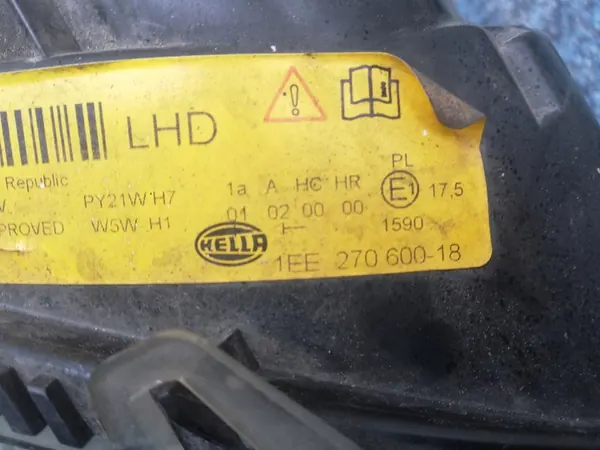 LHD
Republic
PY21W H7
PROVED W5W H1
1a A HC HR PL
01 02 00 00 E1 17,5
1590
HELLA
1EE 270 600-18